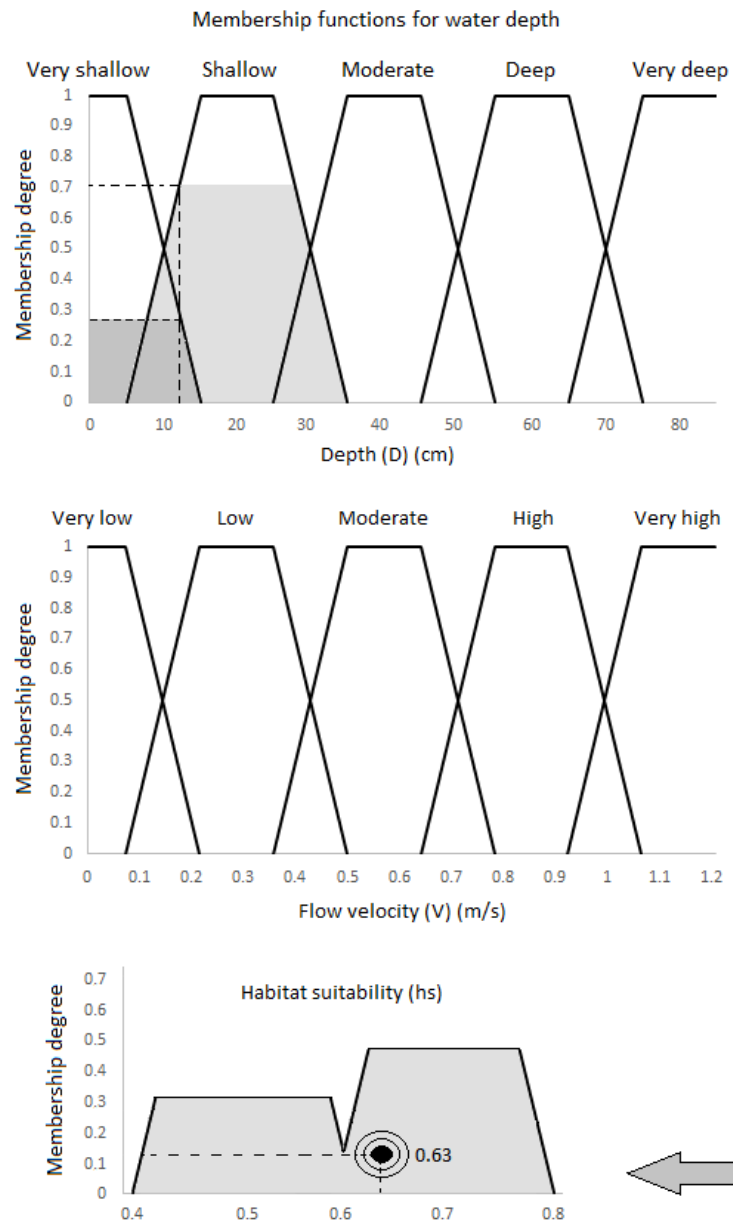 Membership functions for water depth
Very shallow Shallow Moderate Deep Very deep
Membership degree
1
0.9
0.8
0.7
0.6
0.5
0.4
0.3
0.2
0.1
0
0 10 20 30 40 50 60 70 80
Depth (D) (cm)
Very low Low Moderate High Very high
Membership degree
1
0.9
0.8
0.7
0.6
0.5
0.4
0.3
0.2
0.1
0
0 0.1 0.2 0.3 0.4 0.5 0.6 0.7 0.8 0.9 1 1.1 1.2
Flow velocity (V) (m/s)
Habitat suitability (hs)
Membership degree
0.7
0.6
0.5
0.4
0.3
0.2
0.1
0
0.63
0.4 0.5 0.6 0.7 0.8